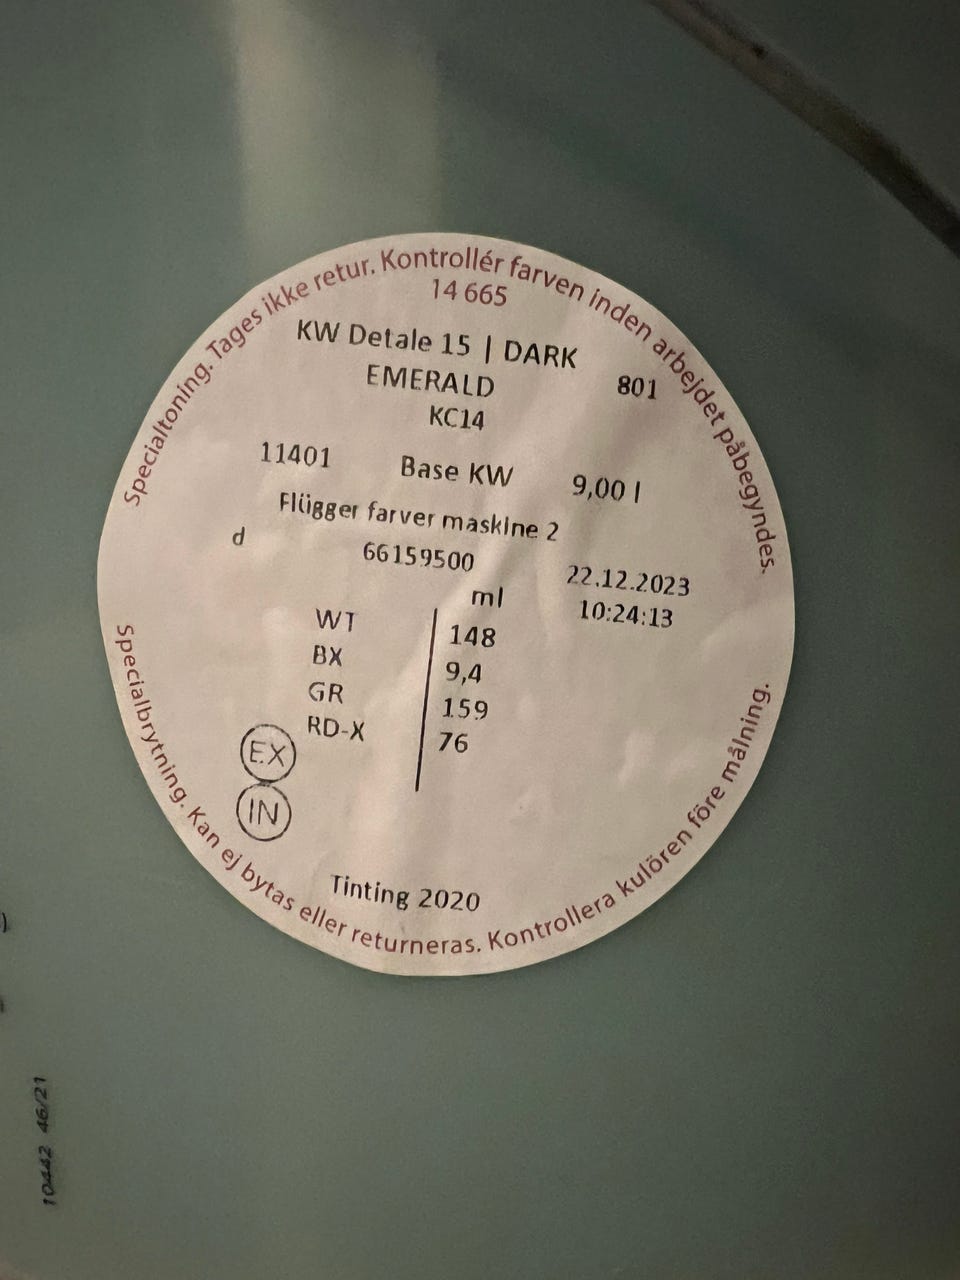 Specialtoning. Tages ikke retur. Kontrollér farven inden arbejdet påbegyndes.
14 665
KW Detale 15 | DARK
EMERALD 801
KC14
11401 Base KW 9,00 l
Flügger farver maskine 2
d 66159500 22.12.2023
ml 10:24:13
WT 148
BX 9,4
GR 159
RD-X 76
EX
IN
Tinting 2020
Specialbrytning. Kan ej bytas eller returneras. Kontrollera kulören före målning.
10442 46/21